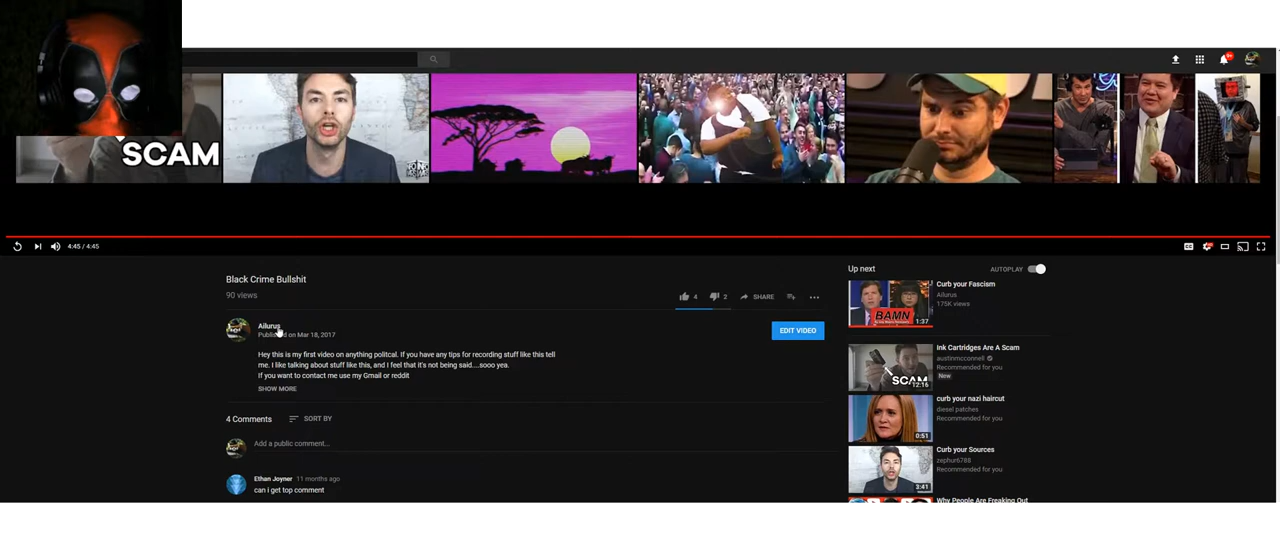 SCAM
4:45 / 4:45
Black Crime Bullshit
90 views
4
2
SHARE
Ailurus
Published on Mar 18, 2017
EDIT VIDEO
Hey this is my first video on anything politcal. If you have any tips for recording stuff like this tell
me. I like talking about stuff like this, and I feel that it's not being said....sooo yea.
If you want to contact me use my Gmail or reddit
SHOW MORE
4 Comments
SORT BY
Add a public comment...
Ethan Joyner 11 months ago
can i get top comment
Up next
AUTOPLAY
BAMN
1:37
Curb your Fascism
Ailurus
175K views
SCAM
12:16
Ink Cartridges Are A Scam
austinmcconnell
Recommended for you
New
0:51
curb your nazi haircut
diesel patches
Recommended for you
3:41
Curb your Sources
zephur6788
Recommended for you
Why People Are Freaking Out